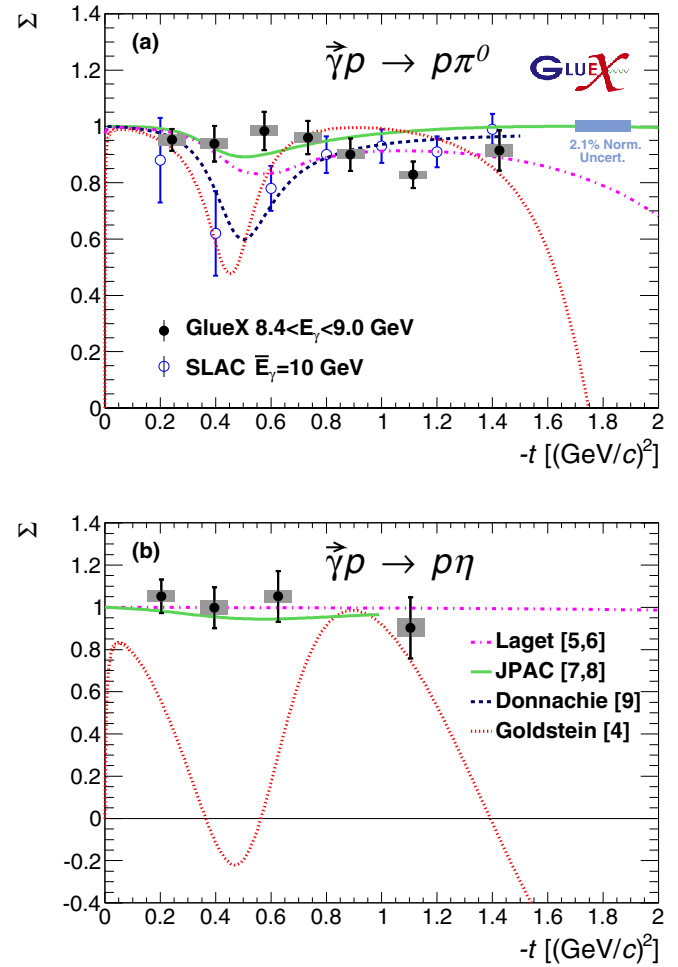 Σ
1.4
1.2
1
0.8
0.6
0.4
0.2
0
(a)
γ⃗p → pπ⁰
GLUEX
2.1% Norm.
Uncert.
GlueX 8.4<Eγ<9.0 GeV
SLAC E̅γ=10 GeV
0 0.2 0.4 0.6 0.8 1 1.2 1.4 1.6 1.8 2
-t [(GeV/c)²]
Σ
1.4
1.2
1
0.8
0.6
0.4
0.2
0
-0.2
-0.4
(b)
γ⃗p → pη
Laget [5,6]
JPAC [7,8]
Donnachie [9]
Goldstein [4]
0 0.2 0.4 0.6 0.8 1 1.2 1.4 1.6 1.8 2
-t [(GeV/c)²]